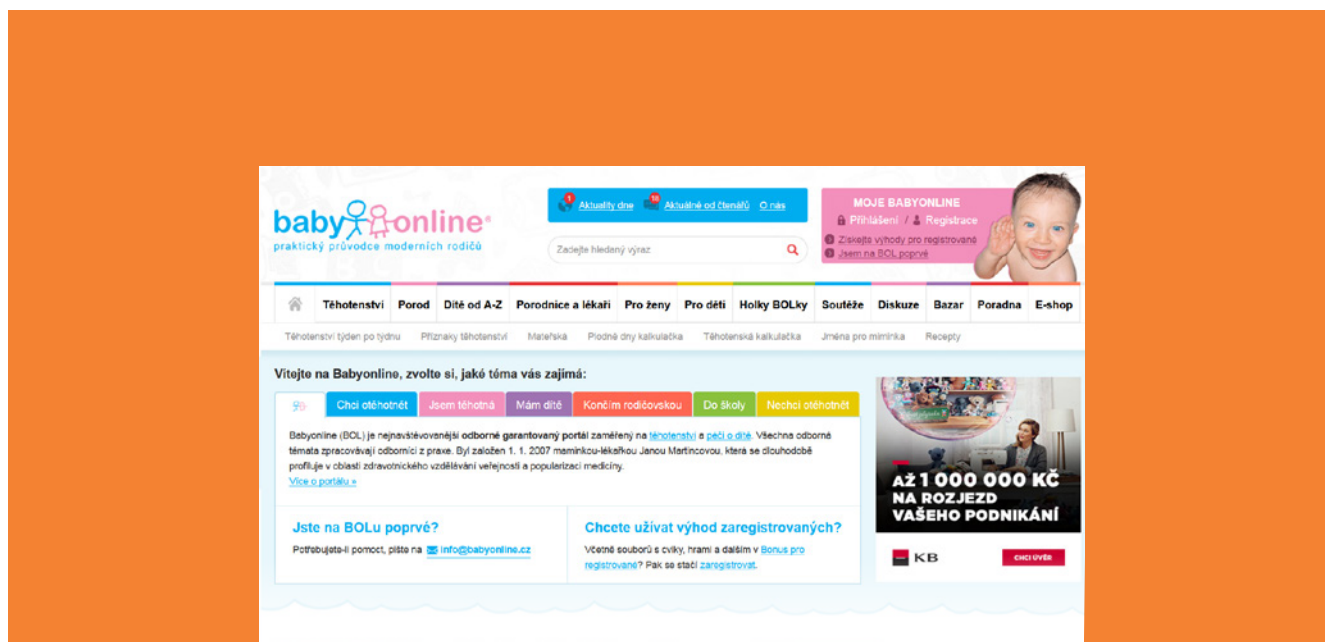 baby online
praktický průvodce moderních rodičů
1 Aktuality dne 16 Aktuálně od čtenářů O nás
Zadejte hledaný výraz
MOJE BABYONLINE
Přihlášení / Registrace
Získejte výhody pro registrované
Jsem na BOL poprvé
Těhotenství Porod Dítě od A-Z Porodnice a lékaři Pro ženy Pro děti Holky BOLky Soutěže Diskuze Bazar Poradna E-shop
Těhotenství týden po týdnu Příznaky těhotenství Mateřská Plodné dny kalkulačka Těhotenská kalkulačka Jména pro miminka Recepty
Vítejte na Babyonline, zvolte si, jaké téma vás zajímá:
Chci otěhotnět Jsem těhotná Mám dítě Končím rodičovskou Do školy Nechci otěhotnět
Babyonline (BOL) je nejnavštěvovanější odborně garantovaný portál zaměřený na těhotenství a péči o dítě. Všechna odborná
témata zpracovávají odborníci z praxe. Byl založen 1. 1. 2007 maminkou-lékařkou Janou Martincovou, která se dlouhodobě
profiluje v oblasti zdravotnického vzdělávání veřejnosti a popularizaci medicíny.
Více o portálu »
Jste na BOLu poprvé?
Potřebujete-li pomoct, pište na info@babyonline.cz
Chcete užívat výhod zaregistrovaných?
Včetně souborů s cviky, hrami a dalším v Bonus pro
registrované? Pak se stačí zaregistrovat.
AŽ 1 000 000 KČ
NA ROZJEZD
VAŠEHO PODNIKÁNÍ
KB CHCI ÚVĚR